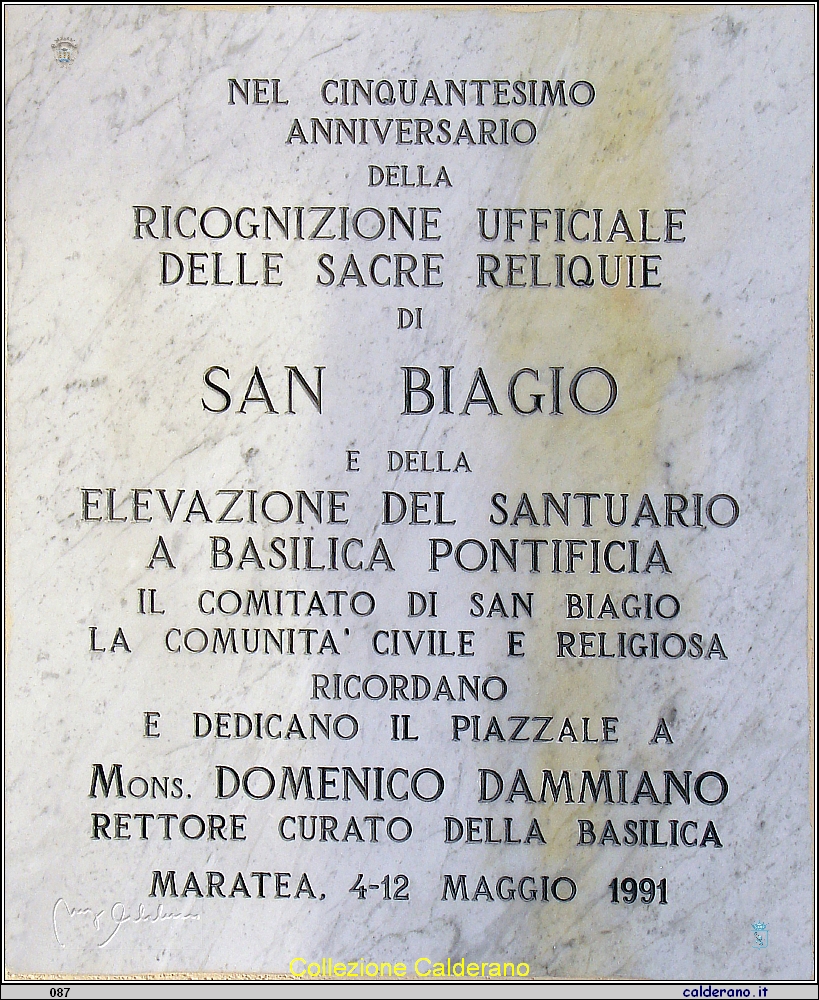 NEL CINQUANTESIMO
ANNIVERSARIO
DELLA
RICOGNIZIONE UFFICIALE
DELLE SACRE RELIQUIE
DI
SAN BIAGIO
E DELLA
ELEVAZIONE DEL SANTUARIO
A BASILICA PONTIFICIA
IL COMITATO DI SAN BIAGIO
LA COMUNITA' CIVILE E RELIGIOSA
RICORDANO
E DEDICANO IL PIAZZALE A
MONS. DOMENICO DAMMIANO
RETTORE CURATO DELLA BASILICA
MARATEA, 4-12 MAGGIO 1991
Collezione Calderano
087 calderano.it